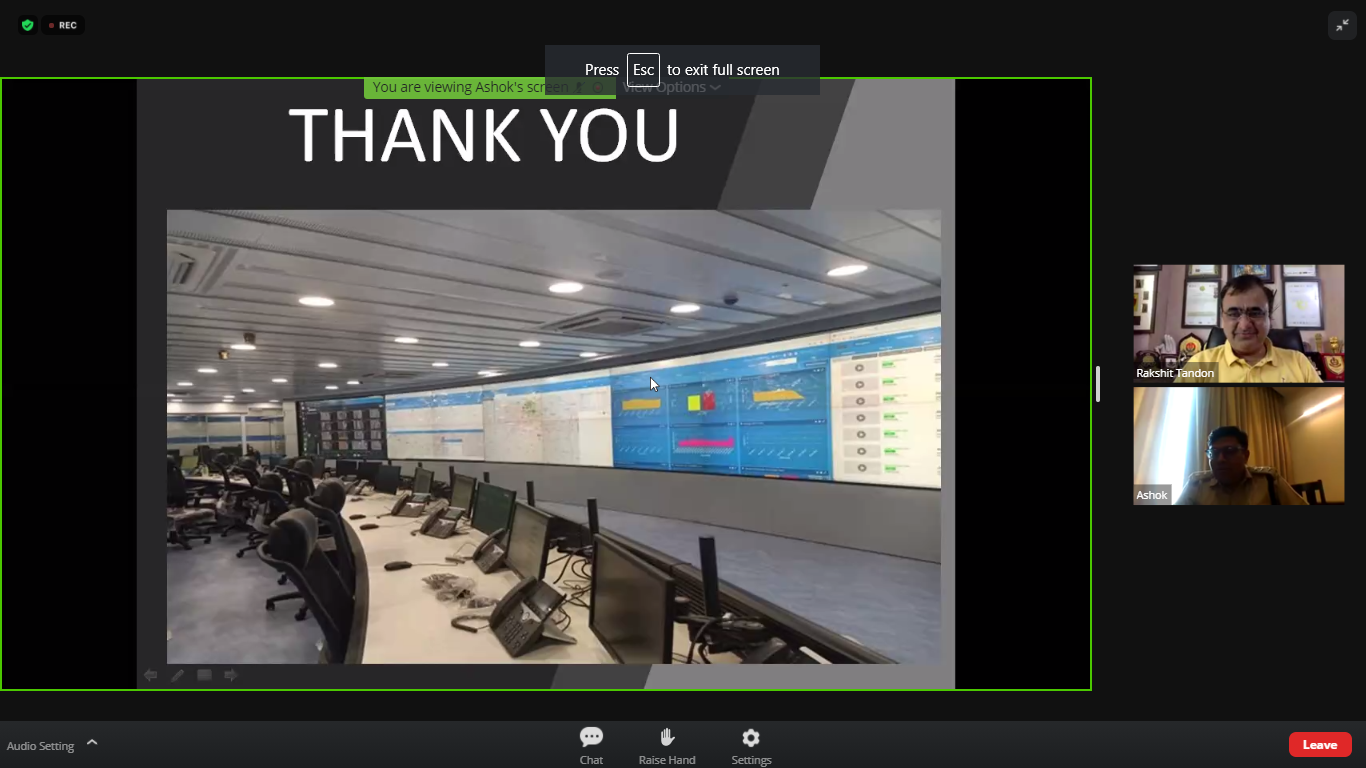 REC
Press Esc to exit full screen
You are viewing Ashok's screen
View Options
THANK YOU
Rakshit Tandon
Ashok
Audio Setting
Chat
Raise Hand
Settings
Leave